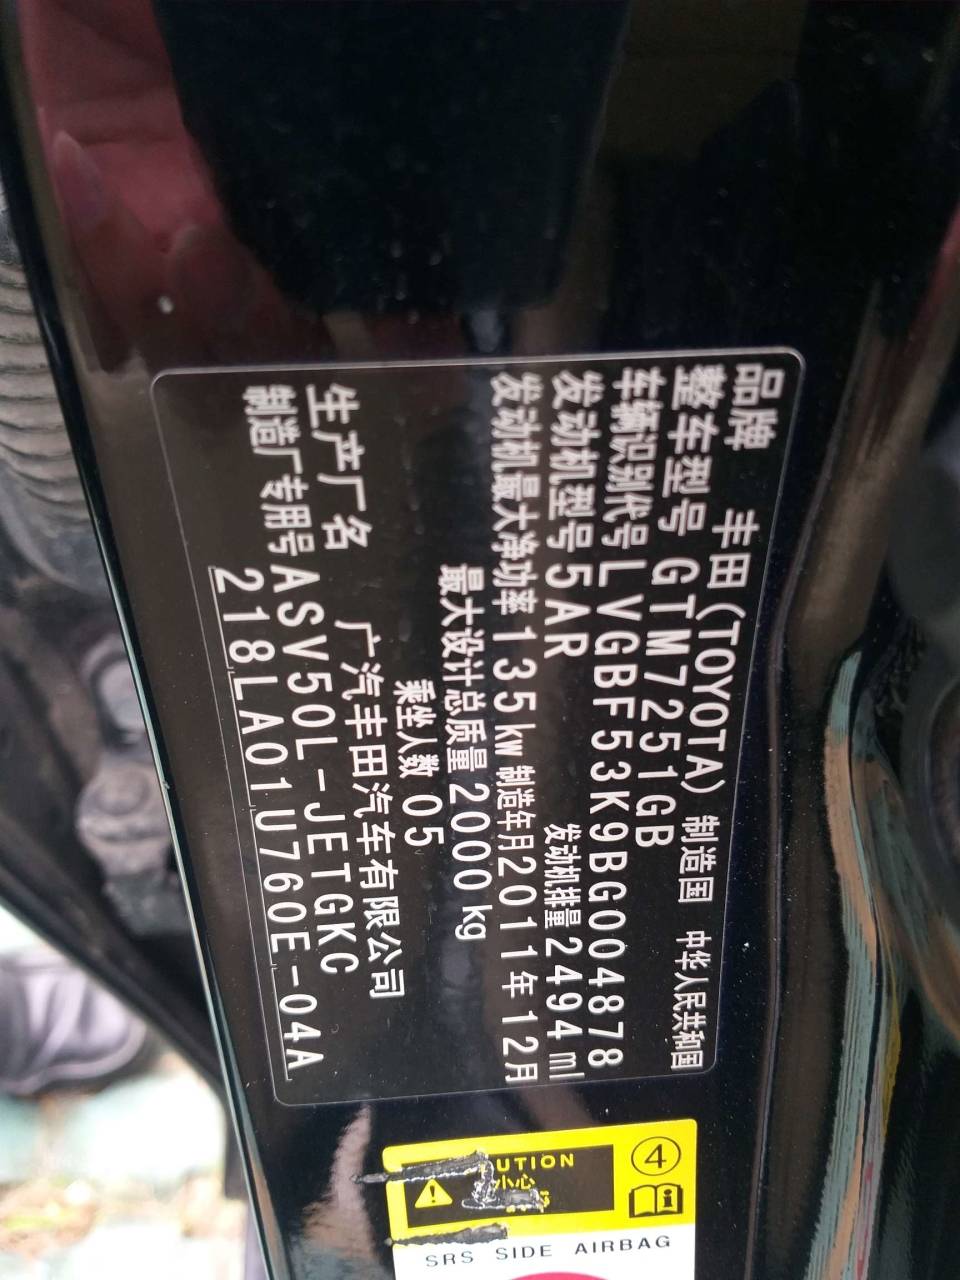 品牌 丰田(TOYOTA) 制造国 中华人民共和国
整车型号 GTM7251GB
车辆识别代号 LVGBF53K9BG004878
发动机型号 5AR 发动机排量 2494 ml
发动机最大净功率 135 kw 制造年月 2011年12月
最大设计总质量 2000 kg
乘坐人数 05
生产厂名 广汽丰田汽车有限公司
制造厂专用号 ASV50L-JETGKC
218LA01U760E-04A
④
小心
SRS SIDE AIRBAG